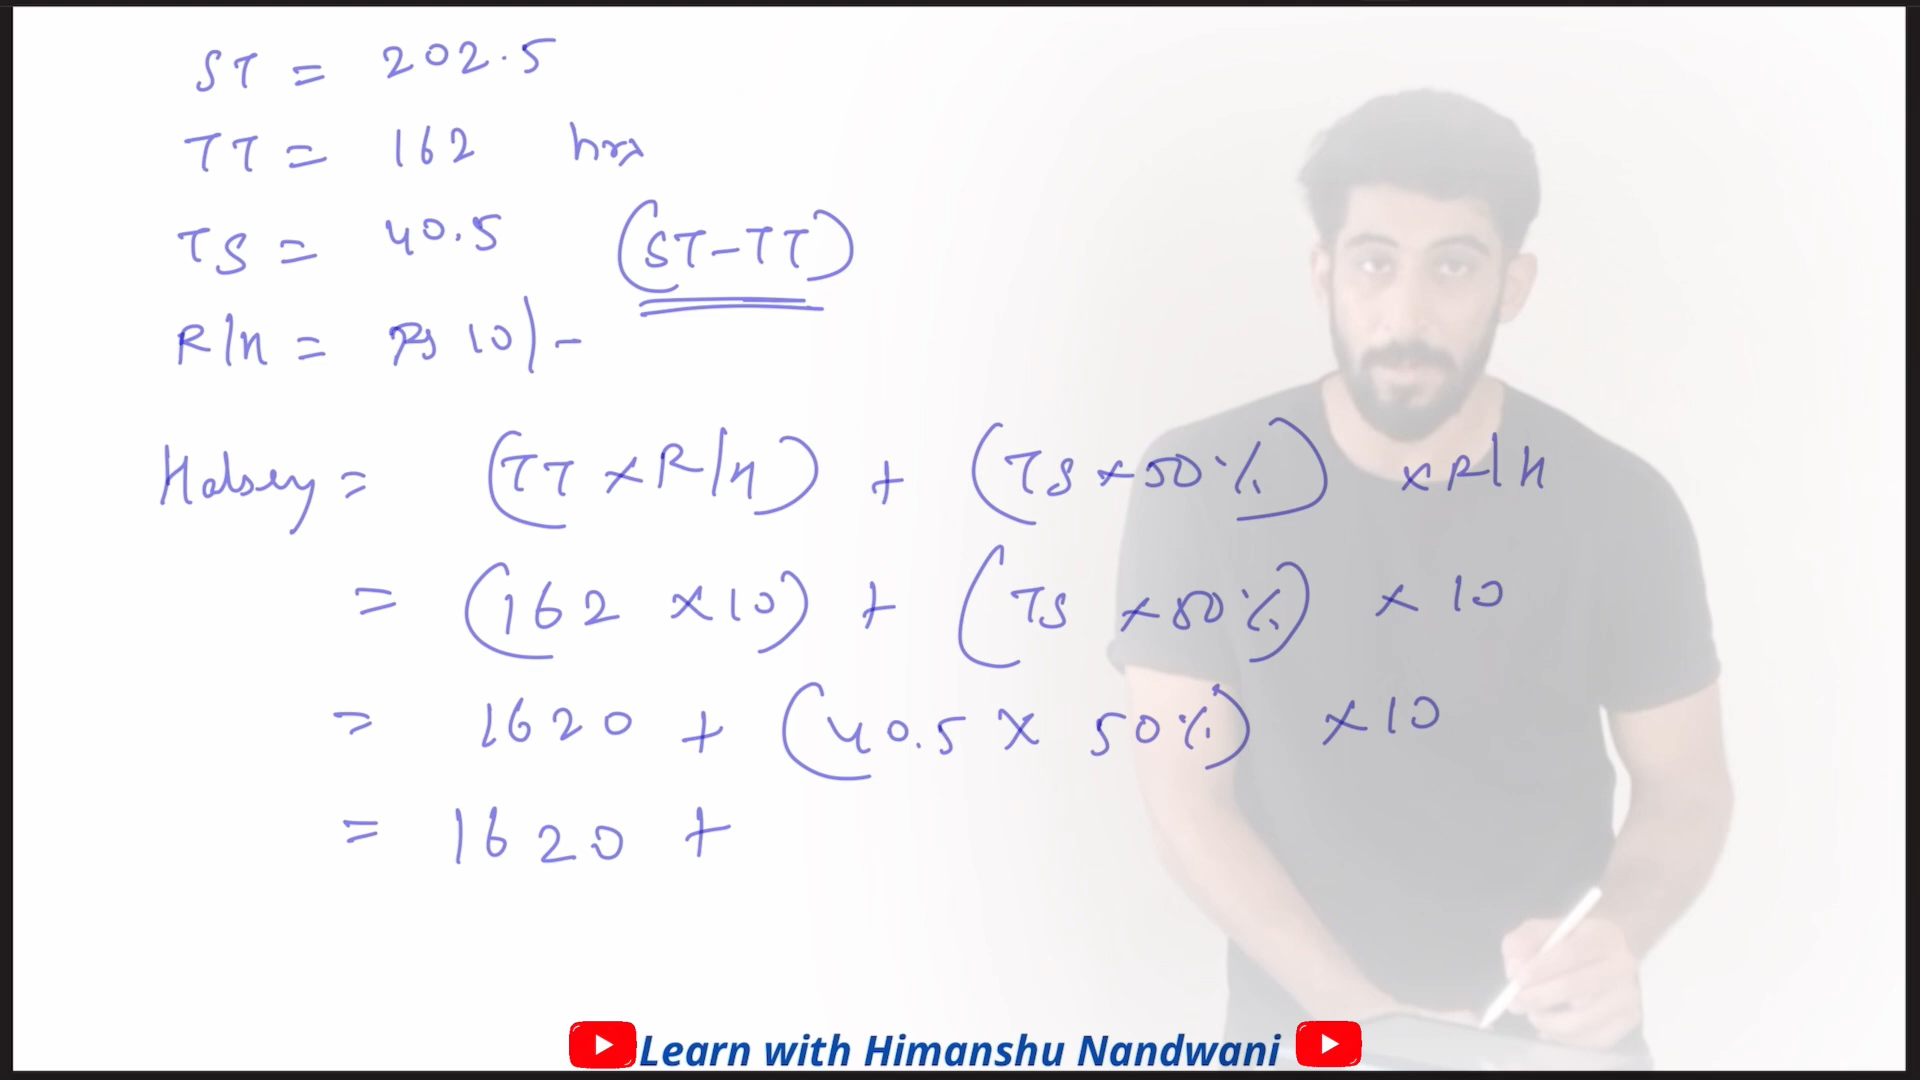 ST = 202.5
TT = 162 hrs
TS = 40.5 (ST-TT)
R/H = Rs 10/-
Halsey = (TT x R/H) + (TS x 50%) x R/H
= (162 x 10) + (TS x 50%) x 10
= 1620 + (40.5 x 50%) x 10
= 1620 +
Learn with Himanshu Nandwani